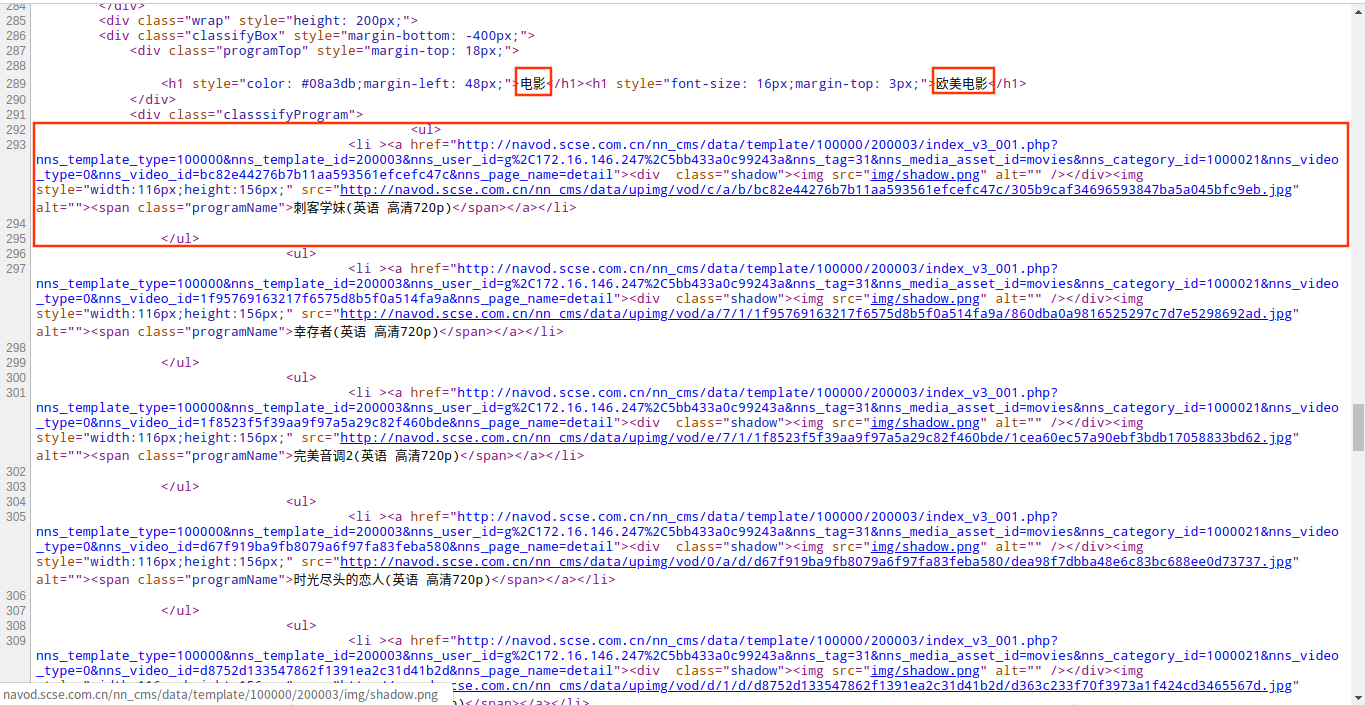 284 </div>
285 <div class="wrap" style="height: 200px;">
286 <div class="classifyBox" style="margin-bottom: -400px;">
287 <div class="programTop" style="margin-top: 18px;">
288
289 <h1 style="color: #08a3db;margin-left: 48px;">电影</h1><h1 style="font-size: 16px;margin-top: 3px;">欧美电影</h1>
290 </div>
291 <div class="classsifyProgram">
292 <ul>
293 <li ><a href="http://navod.scse.com.cn/nn_cms/data/template/100000/200003/index_v3_001.php?
nns_template_type=100000&nns_template_id=200003&nns_user_id=g%2C172.16.146.247%2C5bb433a0c99243a&nns_tag=31&nns_media_asset_id=movies&nns_category_id=1000021&nns_video
_type=0&nns_video_id=bc82e44276b7b11aa593561efcefc47c&nns_page_name=detail"><div  class="shadow"><img src="img/shadow.png" alt="" /></div><img
style="width:116px;height:156px;" src="http://navod.scse.com.cn/nn_cms/data/upimg/vod/c/a/b/bc82e44276b7b11aa593561efcefc47c/305b9caf34696593847ba5a045bfc9eb.jpg"
alt=""><span class="programName">刺客学妹(英语 高清720p)</span></a></li>
294
295 </ul>
296 <ul>
297 <li ><a href="http://navod.scse.com.cn/nn_cms/data/template/100000/200003/index_v3_001.php?
nns_template_type=100000&nns_template_id=200003&nns_user_id=g%2C172.16.146.247%2C5bb433a0c99243a&nns_tag=31&nns_media_asset_id=movies&nns_category_id=1000021&nns_video
_type=0&nns_video_id=1f95769163217f6575d8b5f0a514fa9a&nns_page_name=detail"><div  class="shadow"><img src="img/shadow.png" alt="" /></div><img
style="width:116px;height:156px;" src="http://navod.scse.com.cn/nn_cms/data/upimg/vod/a/7/1/1f95769163217f6575d8b5f0a514fa9a/860dba0a9816525297c7d7e5298692ad.jpg"
alt=""><span class="programName">幸存者(英语 高清720p)</span></a></li>
298
299 </ul>
300 <ul>
301 <li ><a href="http://navod.scse.com.cn/nn_cms/data/template/100000/200003/index_v3_001.php?
nns_template_type=100000&nns_template_id=200003&nns_user_id=g%2C172.16.146.247%2C5bb433a0c99243a&nns_tag=31&nns_media_asset_id=movies&nns_category_id=1000021&nns_video
_type=0&nns_video_id=1f8523f5f39aa9f97a5a29c82f460bde&nns_page_name=detail"><div  class="shadow"><img src="img/shadow.png" alt="" /></div><img
style="width:116px;height:156px;" src="http://navod.scse.com.cn/nn_cms/data/upimg/vod/e/7/1/1f8523f5f39aa9f97a5a29c82f460bde/1cea60ec57a90ebf3bdb17058833bd62.jpg"
alt=""><span class="programName">完美音调2(英语 高清720p)</span></a></li>
302
303 </ul>
304 <ul>
305 <li ><a href="http://navod.scse.com.cn/nn_cms/data/template/100000/200003/index_v3_001.php?
nns_template_type=100000&nns_template_id=200003&nns_user_id=g%2C172.16.146.247%2C5bb433a0c99243a&nns_tag=31&nns_media_asset_id=movies&nns_category_id=1000021&nns_video
_type=0&nns_video_id=d67f919ba9fb8079a6f97fa83feba580&nns_page_name=detail"><div  class="shadow"><img src="img/shadow.png" alt="" /></div><img
style="width:116px;height:156px;" src="http://navod.scse.com.cn/nn_cms/data/upimg/vod/0/a/d/d67f919ba9fb8079a6f97fa83feba580/dea98f7dbba48e6c83bc688ee0d73737.jpg"
alt=""><span class="programName">时光尽头的恋人(英语 高清720p)</span></a></li>
306
307 </ul>
308 <ul>
309 <li ><a href="http://navod.scse.com.cn/nn_cms/data/template/100000/200003/index_v3_001.php?
nns_template_type=100000&nns_template_id=200003&nns_user_id=g%2C172.16.146.247%2C5bb433a0c99243a&nns_tag=31&nns_media_asset_id=movies&nns_category_id=1000021&nns_video
_type=0&nns_video_id=d8752d133547862f1391ea2c31d41b2d&nns_page_name=detail"><div  class="shadow"><img src="img/shadow.png" alt="" /></div><img
.scse.com.cn/nn_cms/data/upimg/vod/d/1/d/d8752d133547862f1391ea2c31d41b2d/d363c233f70f3973a1f424cd3465567d.jpg"
navod.scse.com.cn/nn_cms/data/template/100000/200003/img/shadow.png
)</span></a></li>